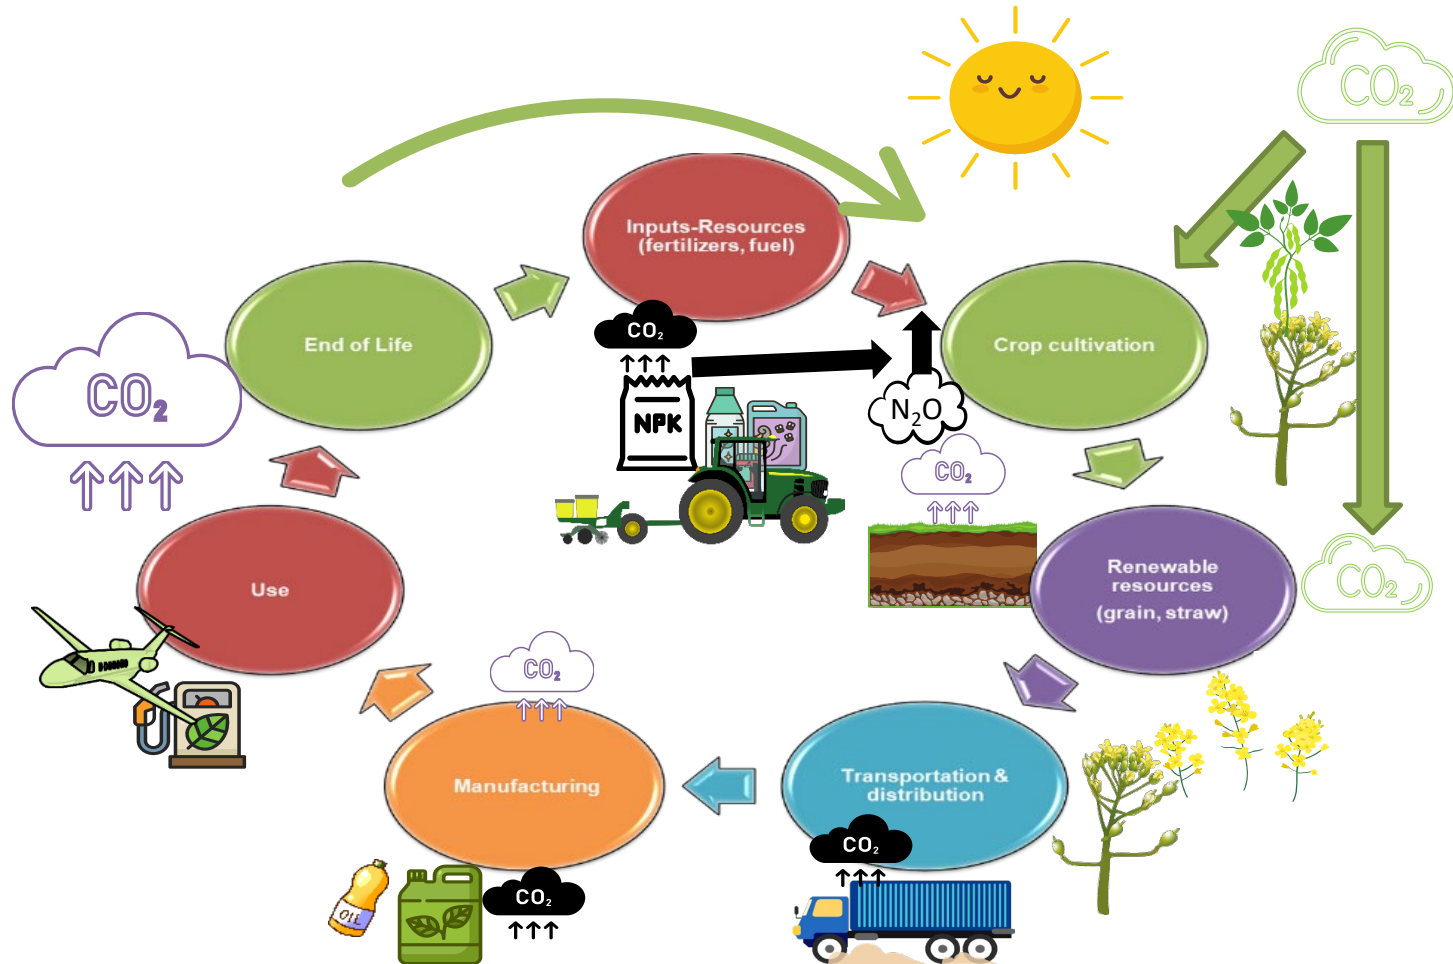 CO₂
Inputs-Resources
(fertilizers, fuel)
CO₂
NPK
End of Life
CO₂
Crop cultivation
N₂O
CO₂
Renewable
resources
(grain, straw)
CO₂
Use
CO₂
Manufacturing
Transportation &
distribution
CO₂
OIL
CO₂